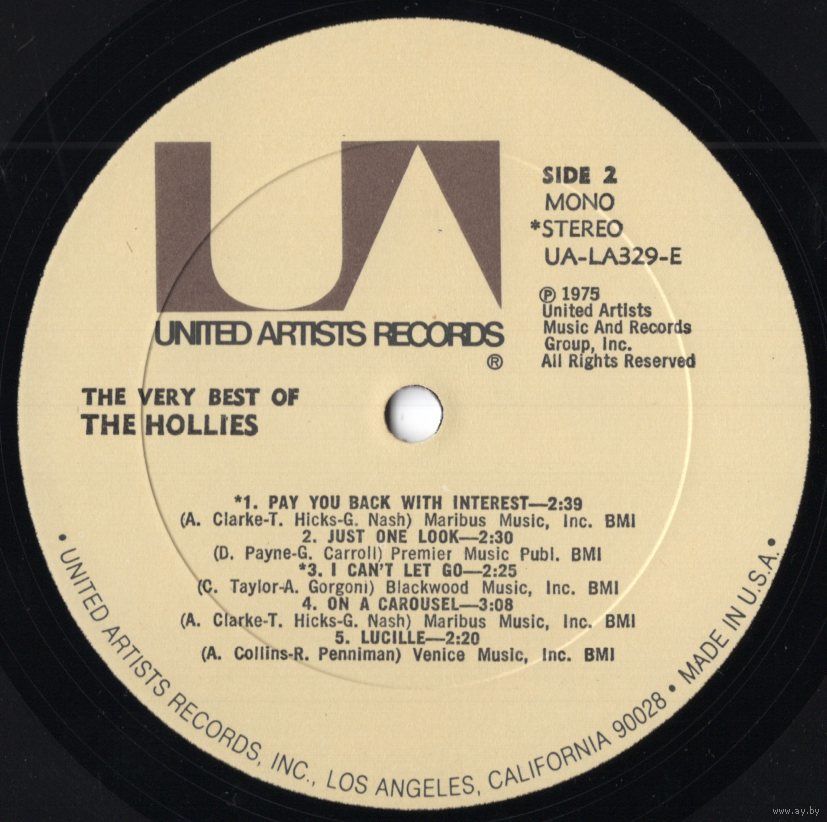 SIDE 2
MONO
*STEREO
UA-LA329-E
℗ 1975
United Artists
Music And Records
Group, Inc.
All Rights Reserved
UA
UNITED ARTISTS RECORDS
®
THE VERY BEST OF
THE HOLLIES
*1. PAY YOU BACK WITH INTEREST—2:39
(A. Clarke-T. Hicks-G. Nash) Maribus Music, Inc. BMI
2. JUST ONE LOOK—2:30
(D. Payne-G. Carroll) Premier Music Publ. BMI
*3. I CAN'T LET GO—2:25
(C. Taylor-A. Gorgoni) Blackwood Music, Inc. BMI
4. ON A CAROUSEL—3:08
(A. Clarke-T. Hicks-G. Nash) Maribus Music, Inc. BMI
5. LUCILLE—2:20
(A. Collins-R. Penniman) Venice Music, Inc. BMI
• UNITED ARTISTS RECORDS, INC., LOS ANGELES, CALIFORNIA 90028 • MADE IN U.S.A. •
www.ay.by